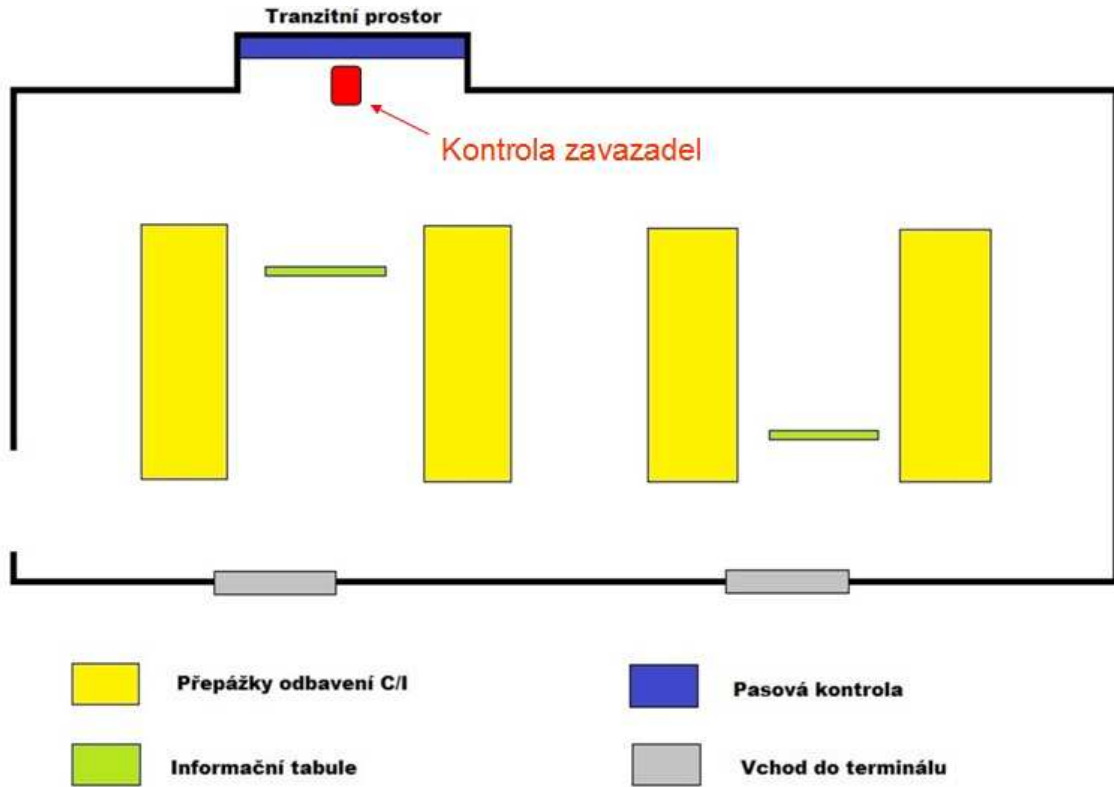 Tranzitní prostor
Kontrola zavazadel
Přepážky odbavení C/I
Pasová kontrola
Informační tabule
Vchod do terminálu